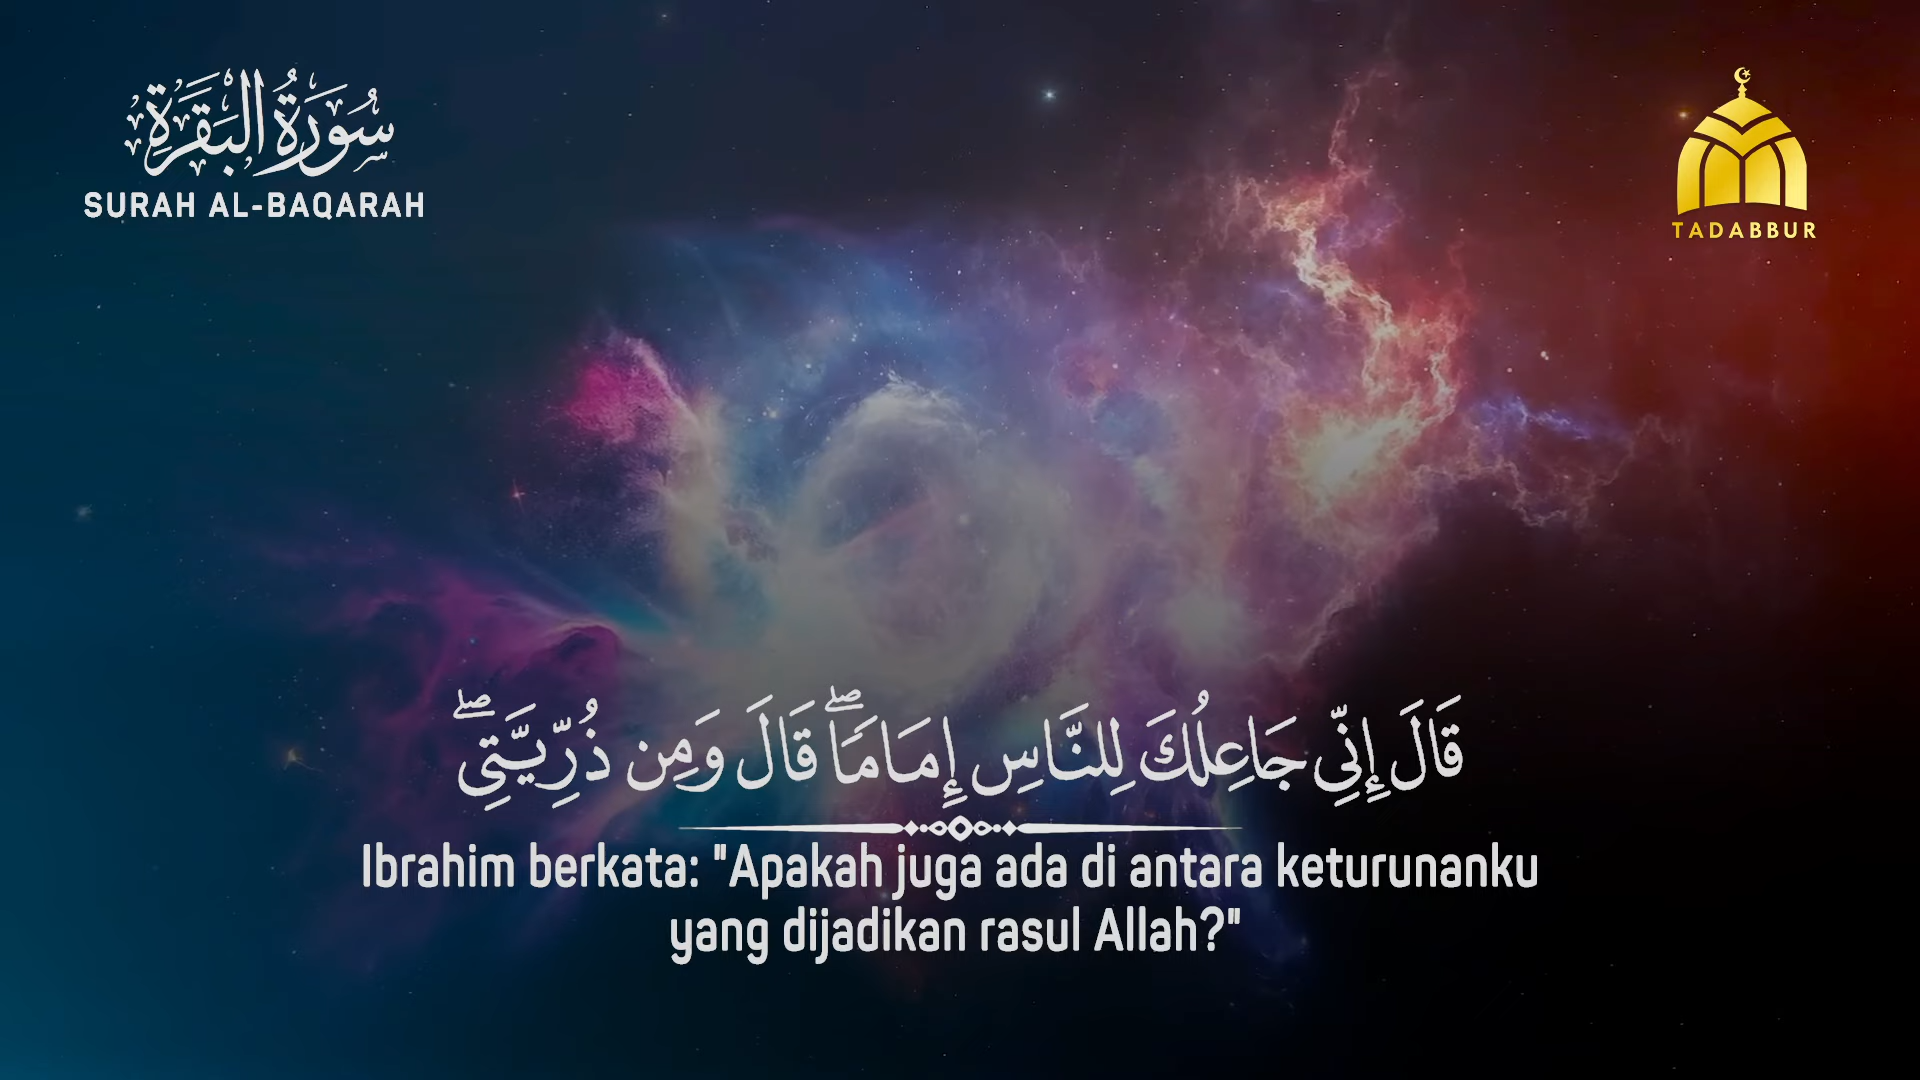 سُورَةُ الْبَقَرَةِ
SURAH AL-BAQARAH
TADABBUR
قَالَ إِنِّي جَاعِلُكَ لِلنَّاسِ إِمَامًاۖ قَالَ وَمِن ذُرِّيَّتِىۖ
Ibrahim berkata: "Apakah juga ada di antara keturunanku
yang dijadikan rasul Allah?"